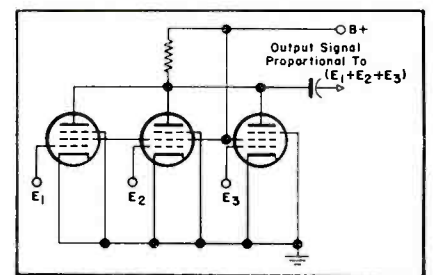 B+
Output Signal
Proportional To
(E1+E2+E3)
E1
E2
E3